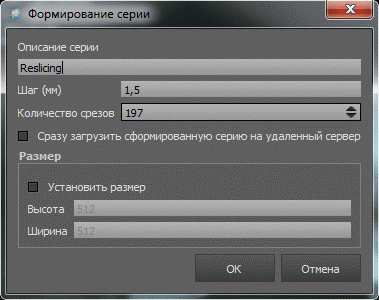 Формирование серии
Описание серии
Reslicing
Шаг (мм) 1,5
Количество срезов 197
Сразу загрузить сформированную серию на удаленный сервер
Размер
Установить размер
Высота 512
Ширина 512
OK Отмена